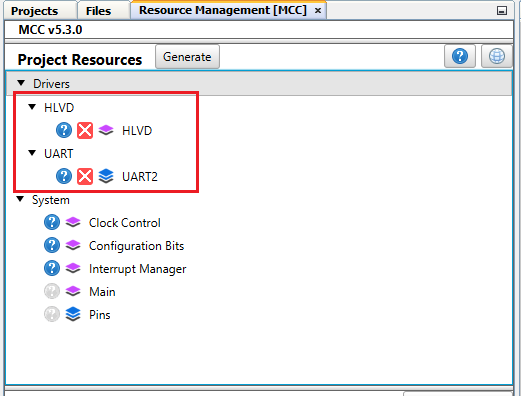 Projects Files Resource Management [MCC] ×
MCC v5.3.0
Project Resources Generate ?
Drivers
HLVD
? HLVD
UART
? UART2
System
? Clock Control
? Configuration Bits
? Interrupt Manager
? Main
? Pins